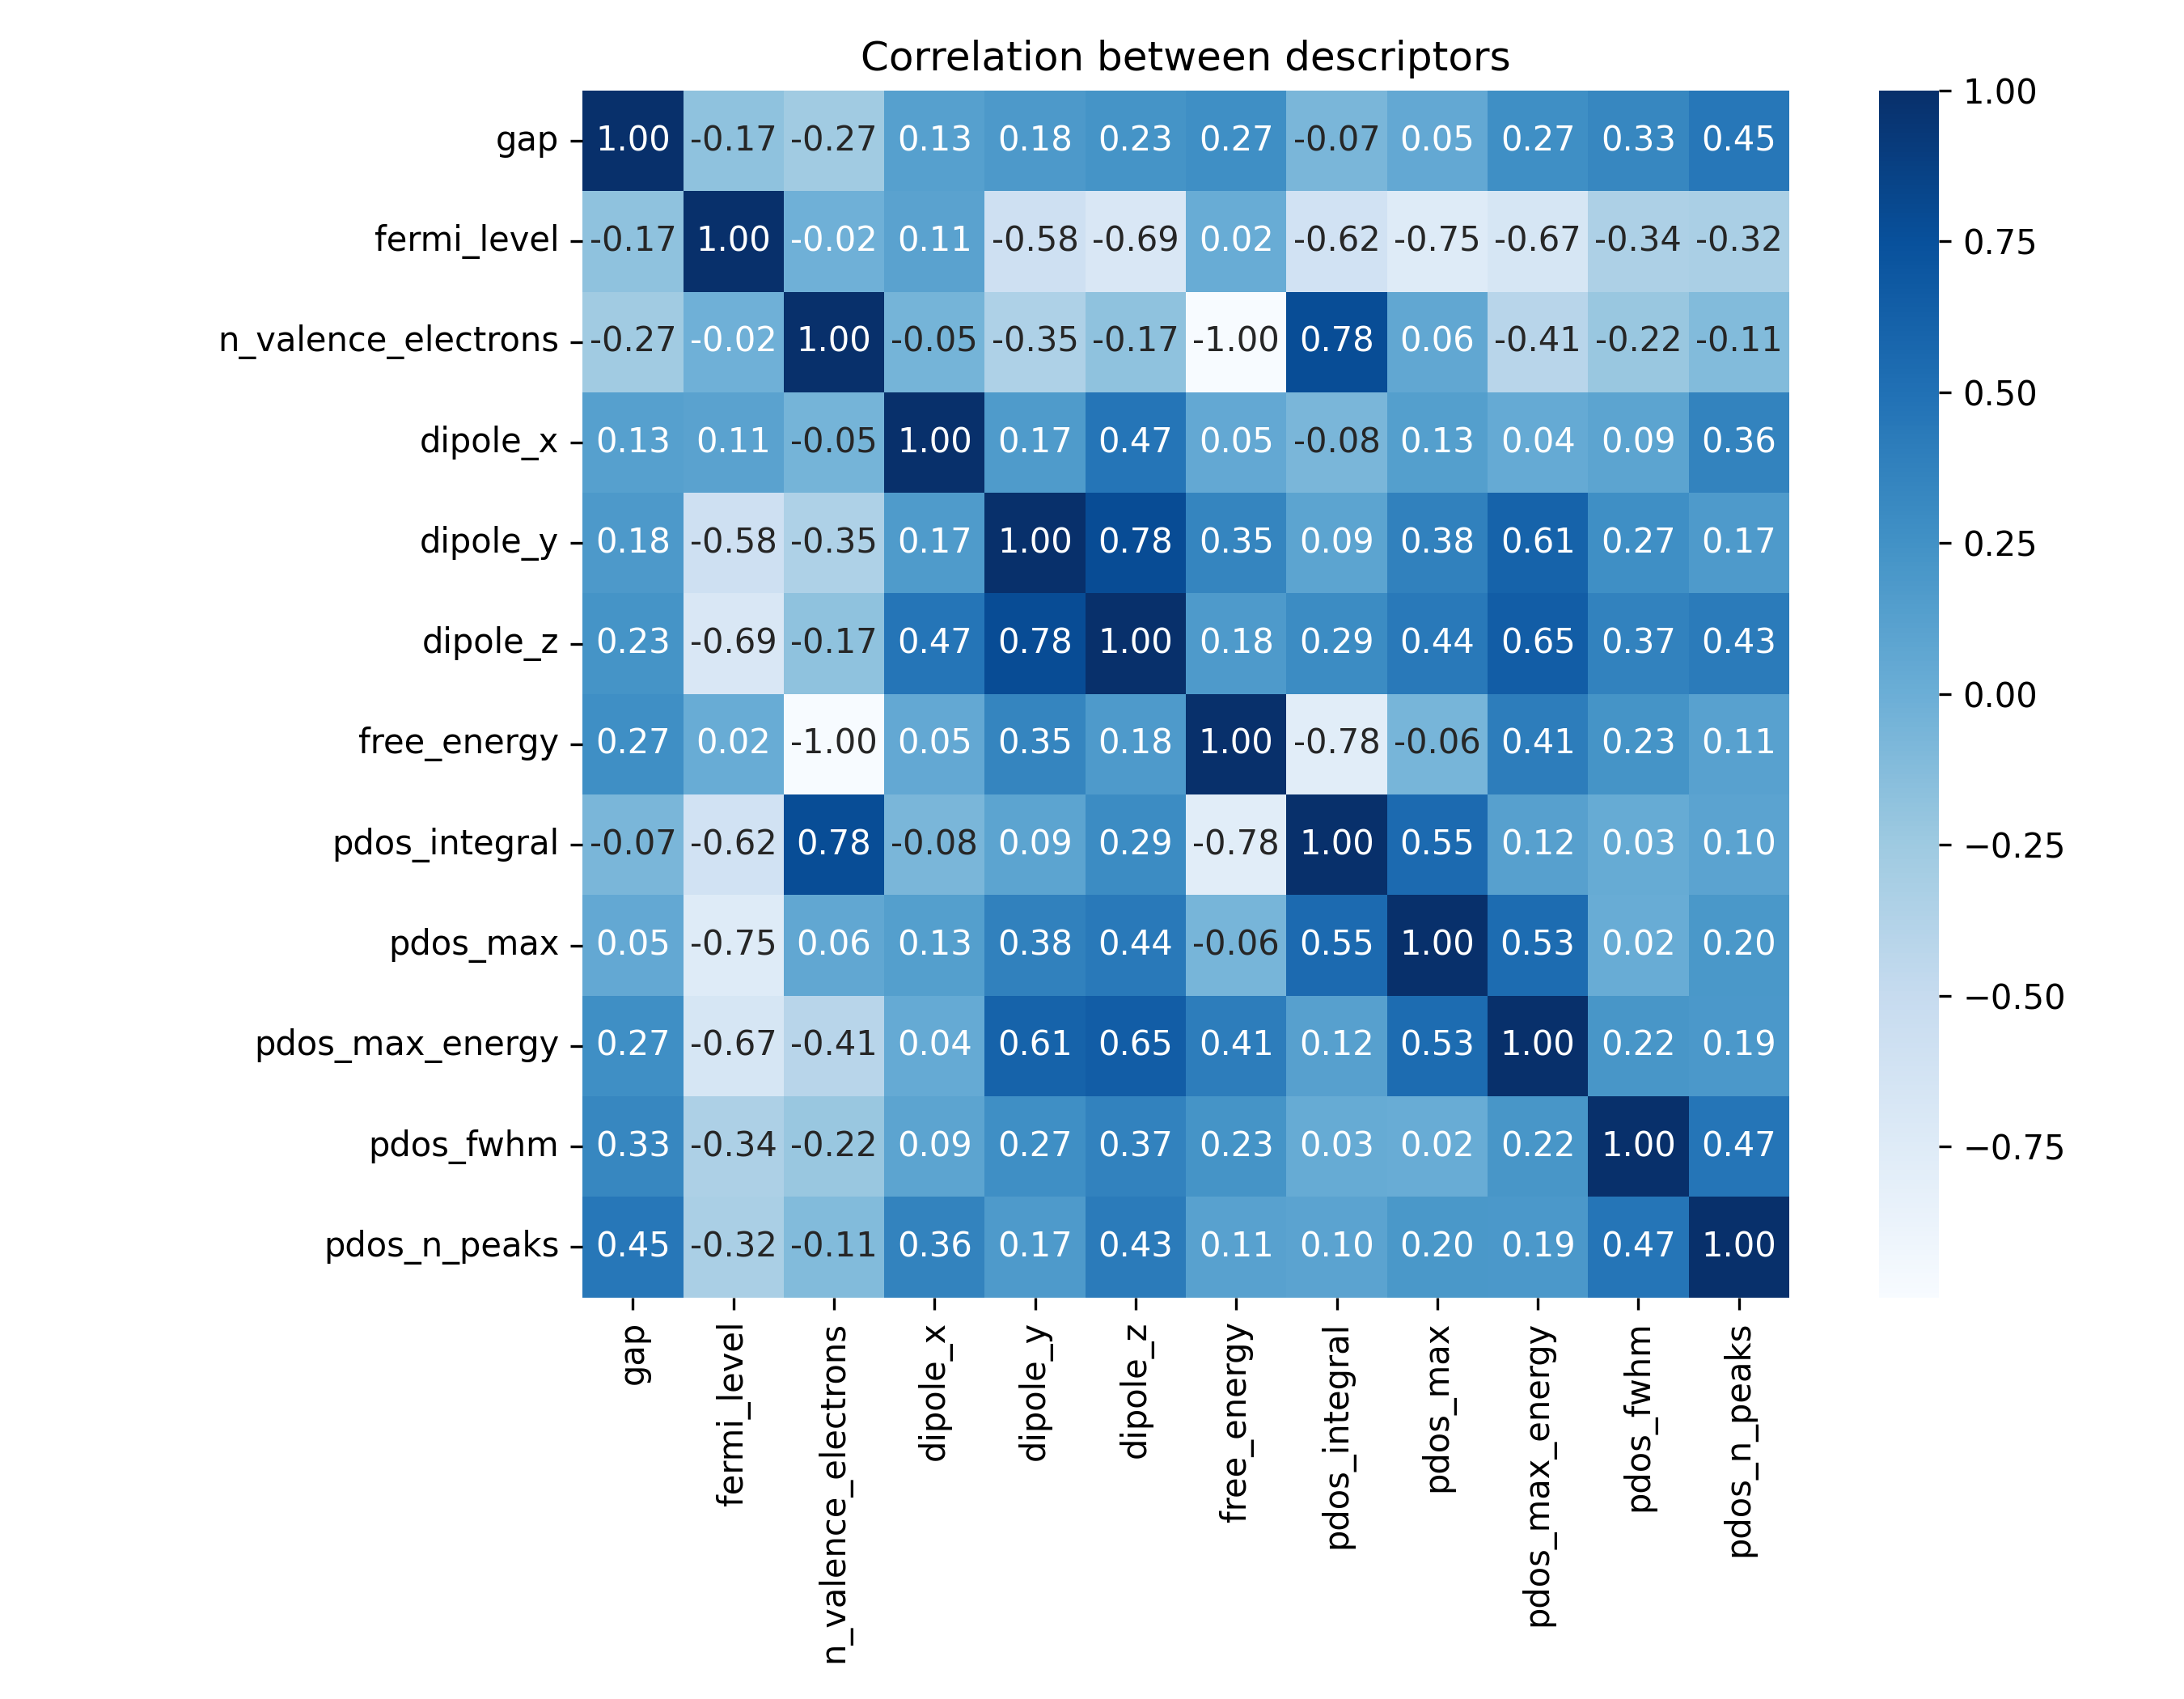 Correlation between descriptors
gap 1.00 -0.17 -0.27 0.13 0.18 0.23 0.27 -0.07 0.05 0.27 0.33 0.45
fermi_level -0.17 1.00 -0.02 0.11 -0.58 -0.69 0.02 -0.62 -0.75 -0.67 -0.34 -0.32
n_valence_electrons -0.27 -0.02 1.00 -0.05 -0.35 -0.17 -1.00 0.78 0.06 -0.41 -0.22 -0.11
dipole_x 0.13 0.11 -0.05 1.00 0.17 0.47 0.05 -0.08 0.13 0.04 0.09 0.36
dipole_y 0.18 -0.58 -0.35 0.17 1.00 0.78 0.35 0.09 0.38 0.61 0.27 0.17
dipole_z 0.23 -0.69 -0.17 0.47 0.78 1.00 0.18 0.29 0.44 0.65 0.37 0.43
free_energy 0.27 0.02 -1.00 0.05 0.35 0.18 1.00 -0.78 -0.06 0.41 0.23 0.11
pdos_integral -0.07 -0.62 0.78 -0.08 0.09 0.29 -0.78 1.00 0.55 0.12 0.03 0.10
pdos_max 0.05 -0.75 0.06 0.13 0.38 0.44 -0.06 0.55 1.00 0.53 0.02 0.20
pdos_max_energy 0.27 -0.67 -0.41 0.04 0.61 0.65 0.41 0.12 0.53 1.00 0.22 0.19
pdos_fwhm 0.33 -0.34 -0.22 0.09 0.27 0.37 0.23 0.03 0.02 0.22 1.00 0.47
pdos_n_peaks 0.45 -0.32 -0.11 0.36 0.17 0.43 0.11 0.10 0.20 0.19 0.47 1.00
gap
fermi_level
n_valence_electrons
dipole_x
dipole_y
dipole_z
free_energy
pdos_integral
pdos_max
pdos_max_energy
pdos_fwhm
pdos_n_peaks
1.00
0.75
0.50
0.25
0.00
−0.25
−0.50
−0.75